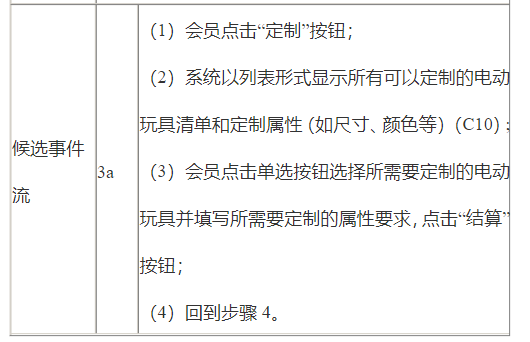 （1）会员点击“定制”按钮；
（2）系统以列表形式显示所有可以定制的电动
玩具清单和定制属性（如尺寸、颜色等）（C10）；
候选事件
流
3a
（3）会员点击单选按钮选择所需要定制的电动
玩具并填写所需要定制的属性要求，点击“结算”
按钮；
（4）回到步骤 4。